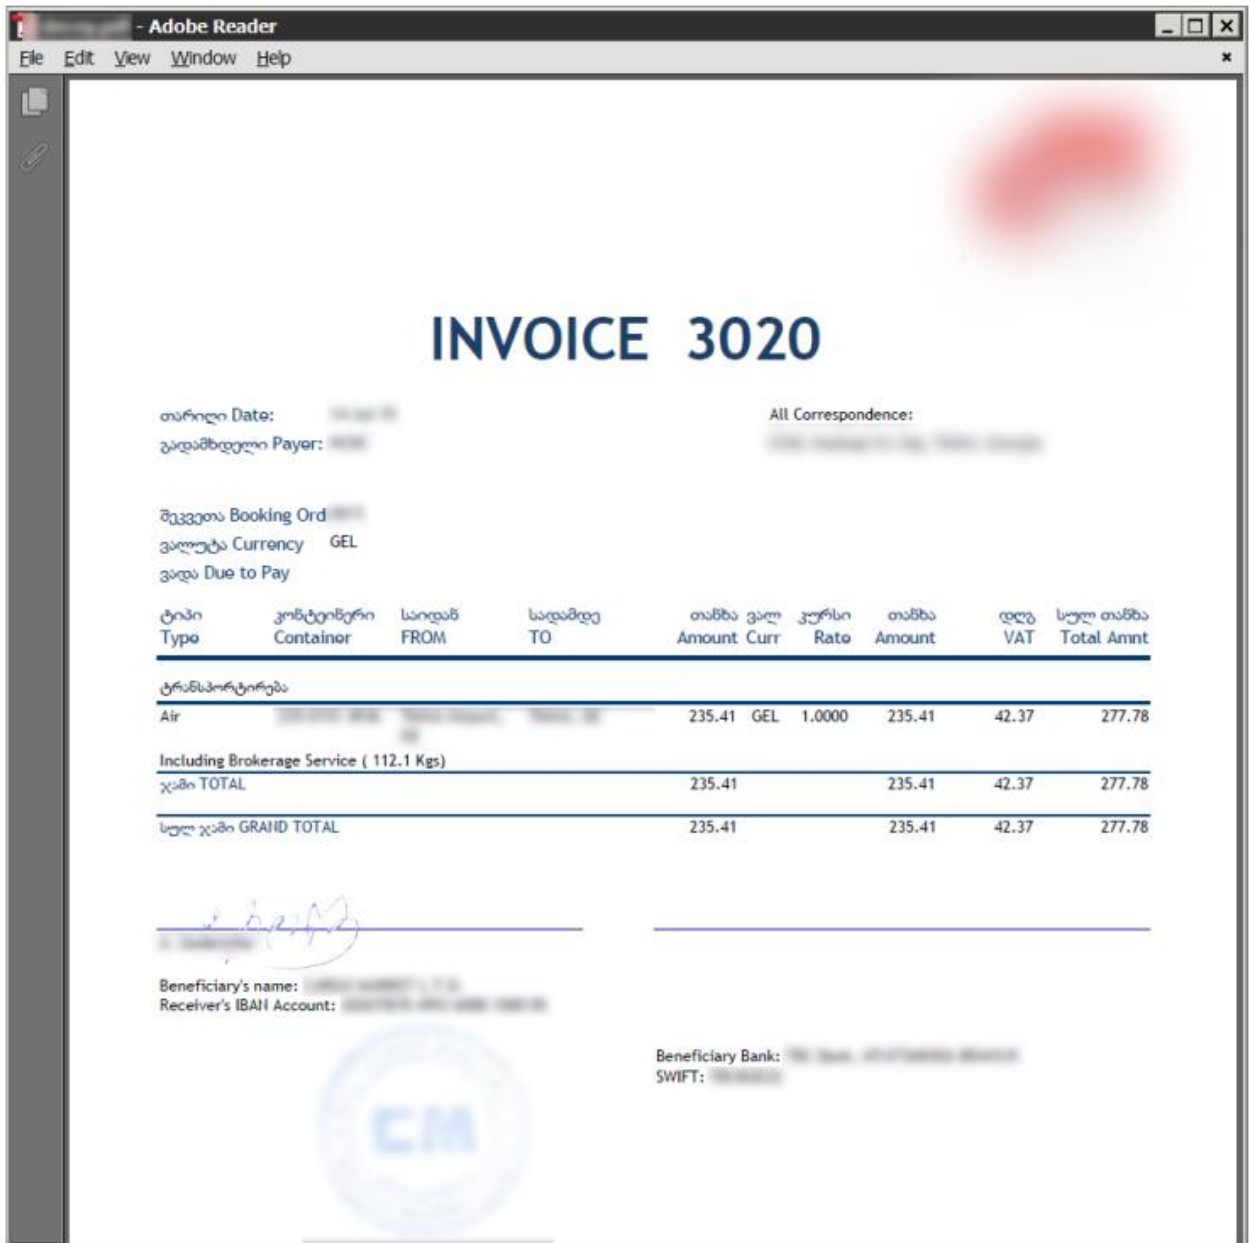 - Adobe Reader
File Edit View Window Help
INVOICE 3020
თარიღი Date:
All Correspondence:
გადამხდელი Payer:
შეკვეთა Booking Ord
ვალუტა Currency GEL
ვადა Due to Pay
ტიპი კონტეინერი საიდან სადამდე თანხა ვალ კურსი თანხა დღგ სულ თანხა
Type Container FROM TO Amount Curr Rate Amount VAT Total Amnt
ტრანსპორტირება
Air 235.41 GEL 1.0000 235.41 42.37 277.78
Including Brokerage Service ( 112.1 Kgs)
ჯამი TOTAL 235.41 235.41 42.37 277.78
სულ ჯამი GRAND TOTAL 235.41 235.41 42.37 277.78
Beneficiary's name:
Receiver's IBAN Account:
Beneficiary Bank:
SWIFT:
CM